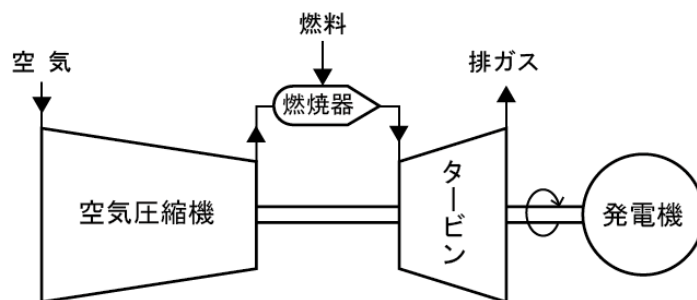 燃料
空気
排ガス
燃焼器
空気圧縮機
タービン
発電機